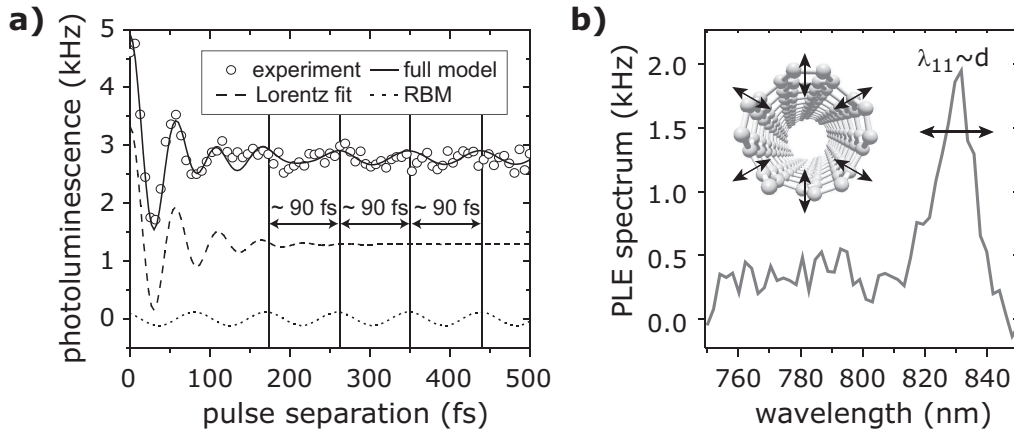 a)
photoluminescence (kHz)
5
4
3
2
1
0
experiment
full model
Lorentz fit
RBM
~ 90 fs
~ 90 fs
~ 90 fs
0
100
200
300
400
500
pulse separation (fs)
b)
PLE spectrum (kHz)
2.0
1.5
1.0
0.5
0.0
λ₁₁~d
760
780
800
820
840
wavelength (nm)